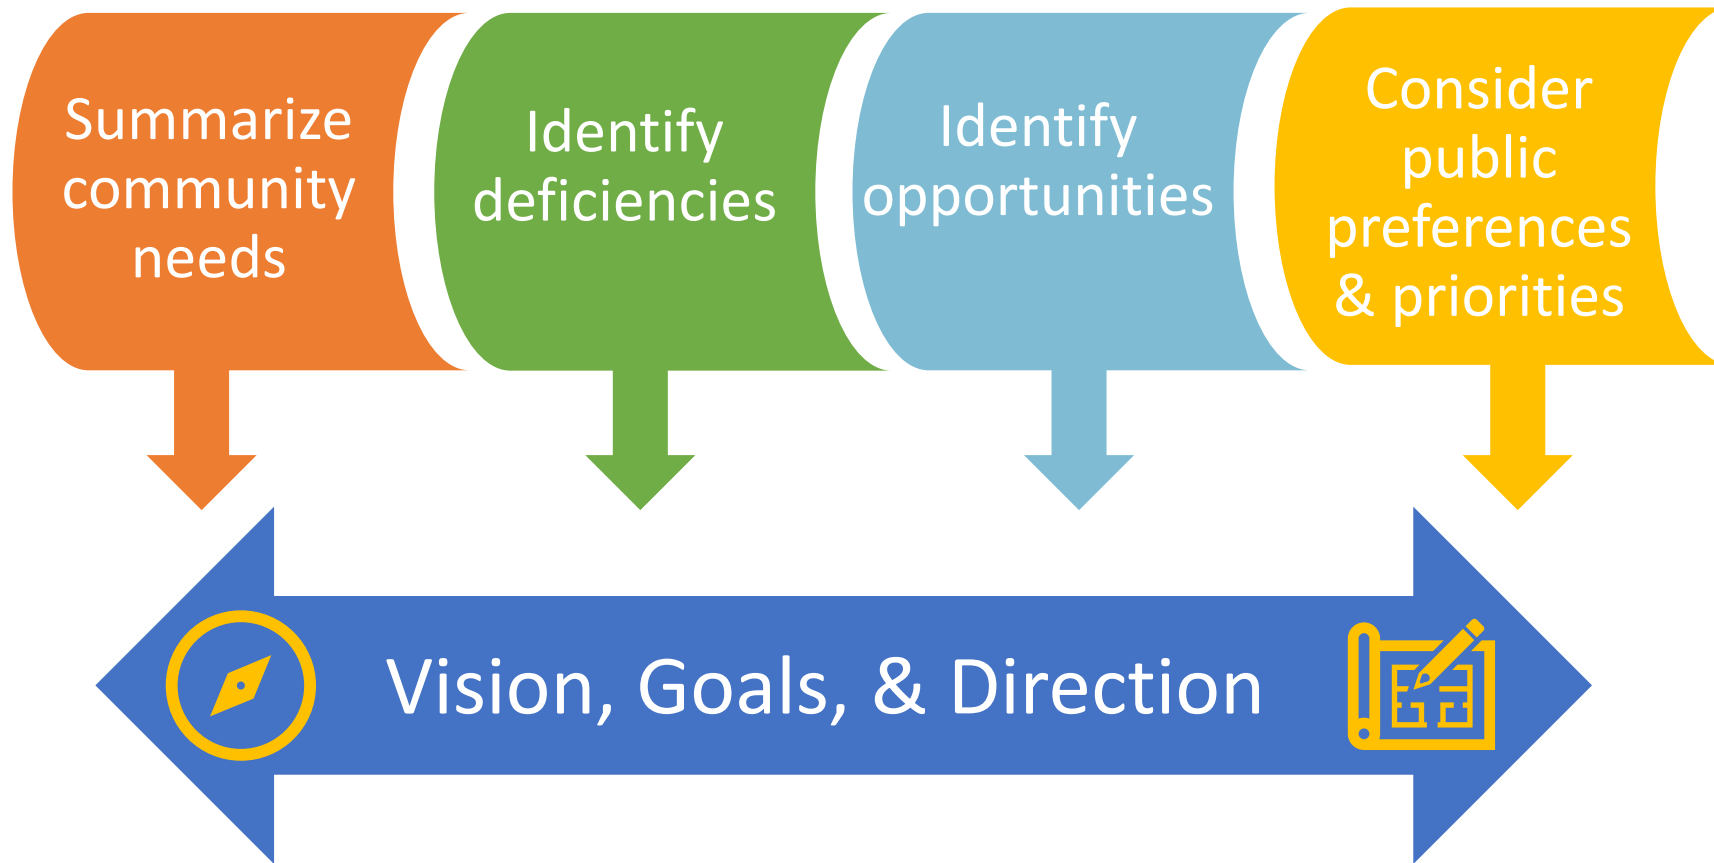 Summarize
community
needs
Identify
deficiencies
Identify
opportunities
Consider
public
preferences
& priorities
Vision, Goals, & Direction